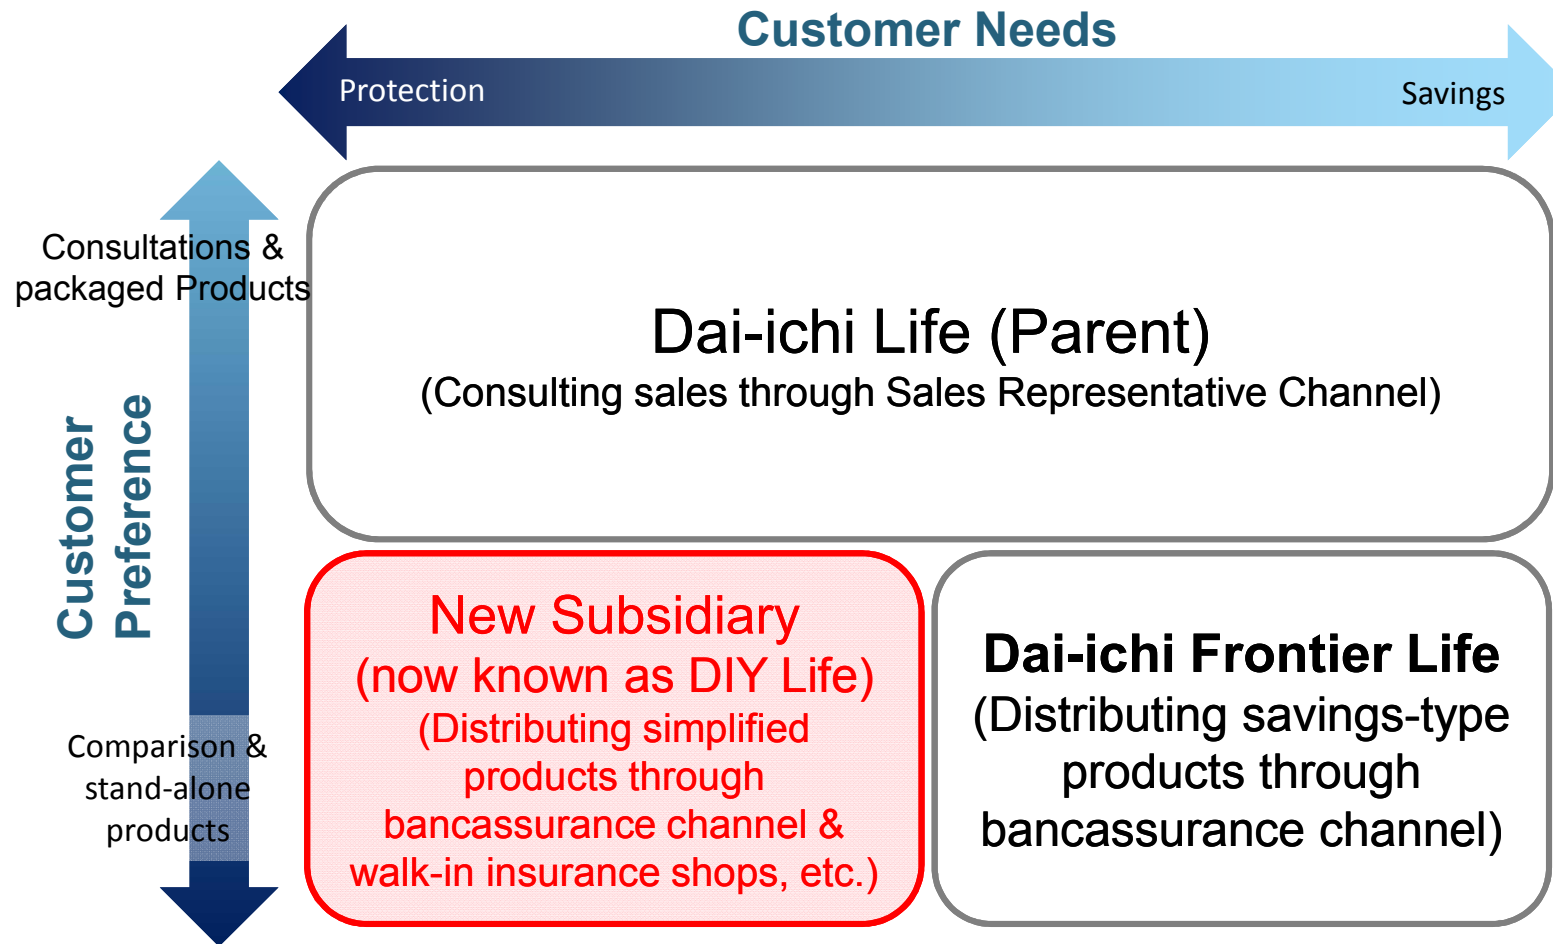 Customer Needs
Protection
Savings
Consultations &
packaged Products
Customer
Preference
Comparison &
stand-alone
products
Dai-ichi Life (Parent)
(Consulting sales through Sales Representative Channel)
New Subsidiary
(now known as DIY Life)
(Distributing simplified
products through
bancassurance channel &
walk-in insurance shops, etc.)
Dai-ichi Frontier Life
(Distributing savings-type
products through
bancassurance channel)